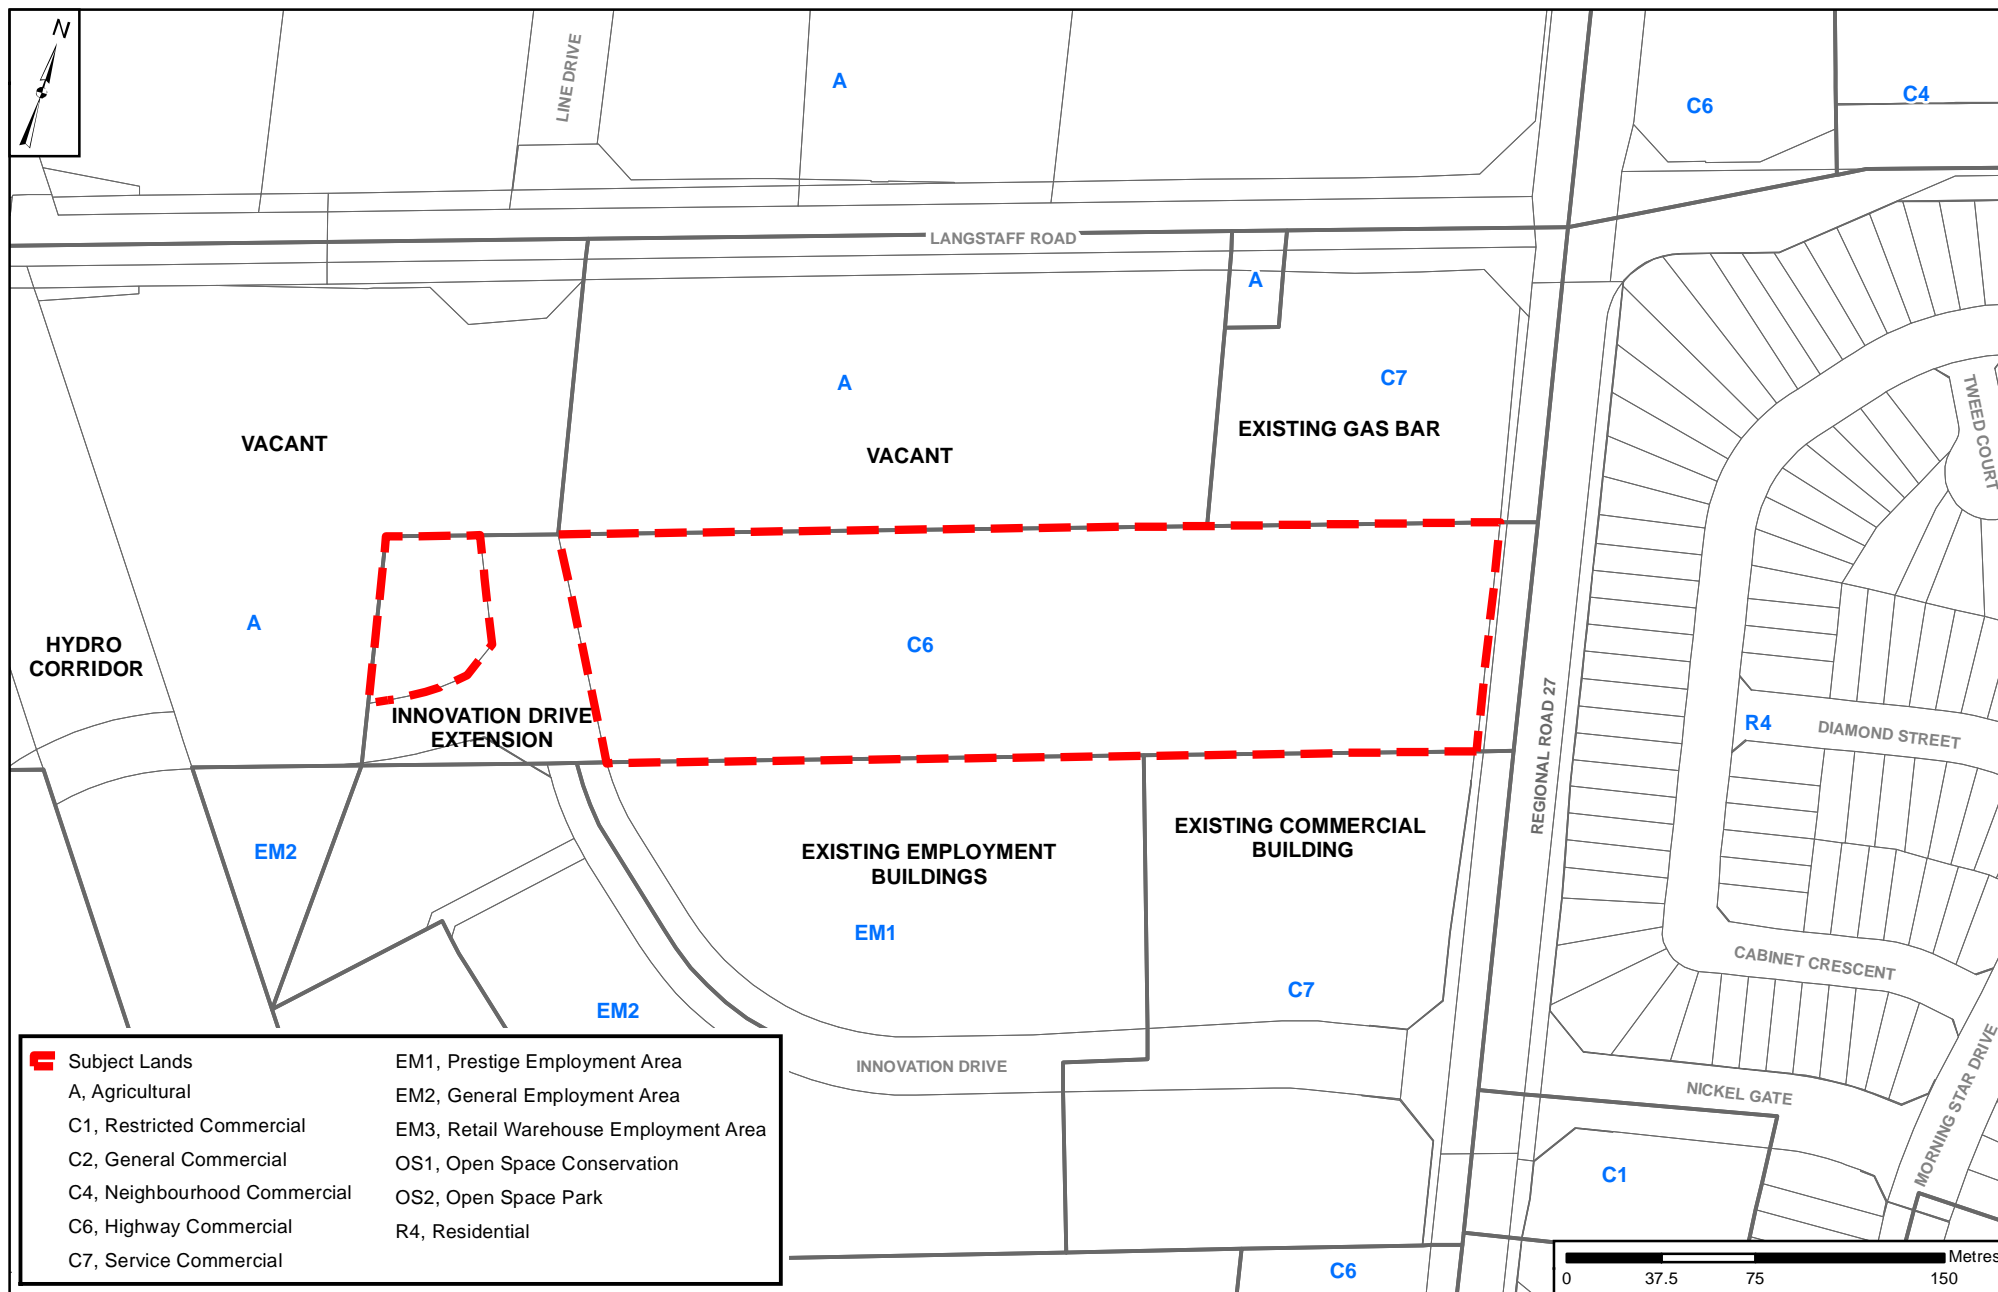 N
LINE DRIVE
A
C6
C4
LANGSTAFF ROAD
A
A
C7
VACANT
VACANT
EXISTING GAS BAR
TWEED COURT
A
HYDRO
CORRIDOR
C6
INNOVATION DRIVE
EXTENSION
REGIONAL ROAD 27
R4
DIAMOND STREET
EM2
EXISTING EMPLOYMENT
BUILDINGS
EXISTING COMMERCIAL
BUILDING
EM1
CABINET CRESCENT
EM2
C7
INNOVATION DRIVE
NICKEL GATE
MORNING STAR DRIVE
C1
C6
Subject Lands
A, Agricultural
C1, Restricted Commercial
C2, General Commercial
C4, Neighbourhood Commercial
C6, Highway Commercial
C7, Service Commercial
EM1, Prestige Employment Area
EM2, General Employment Area
EM3, Retail Warehouse Employment Area
OS1, Open Space Conservation
OS2, Open Space Park
R4, Residential
Metres
0 37.5 75 150